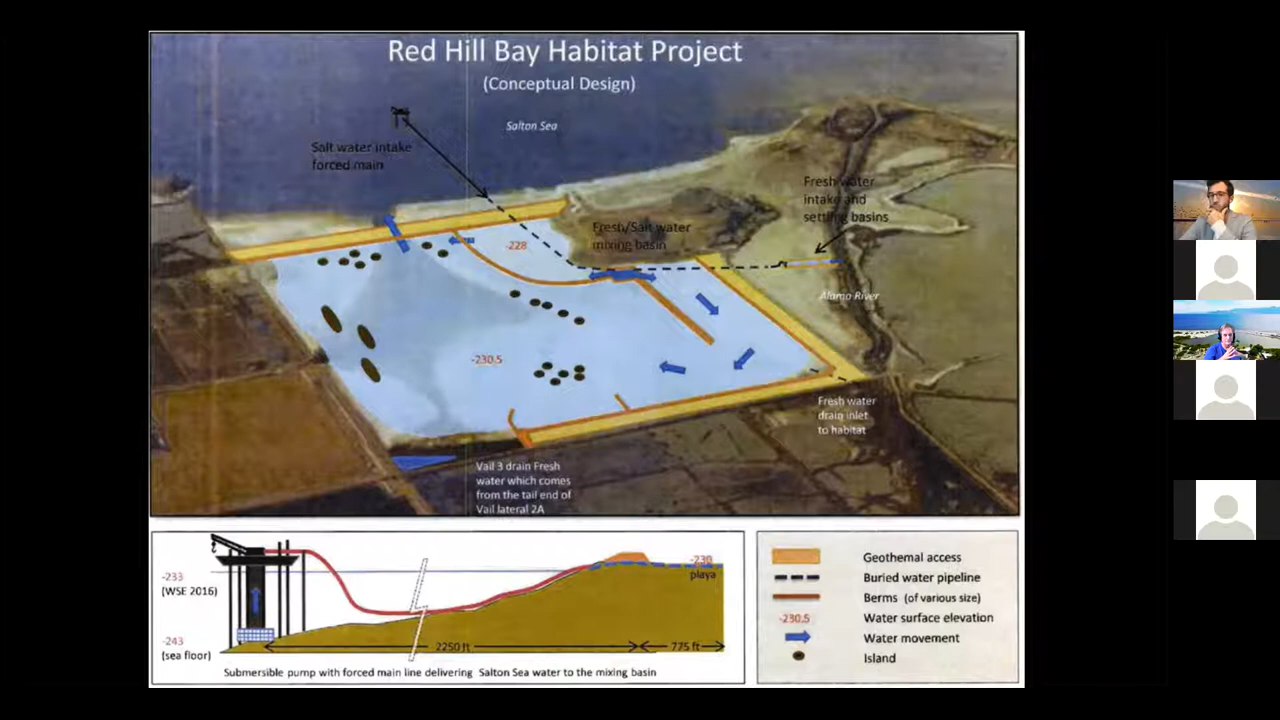 Red Hill Bay Habitat Project
(Conceptual Design)
Salton Sea
Salt water intake
forced main
Fresh water
intake and
settling basins
Fresh/Salt water
mixing basin
-228
Alamo River
-230.5
Fresh water
drain inlet
to habitat
Vail 3 drain Fresh
water which comes
from the tail end of
Vail lateral 2A
-233
(WSE 2016)
-243
(sea floor)
-230
playa
2250 ft
775 ft
Submersible pump with forced main line delivering Salton Sea water to the mixing basin
Geothemal access
Buried water pipeline
Berms (of various size)
-230.5 Water surface elevation
Water movement
Island